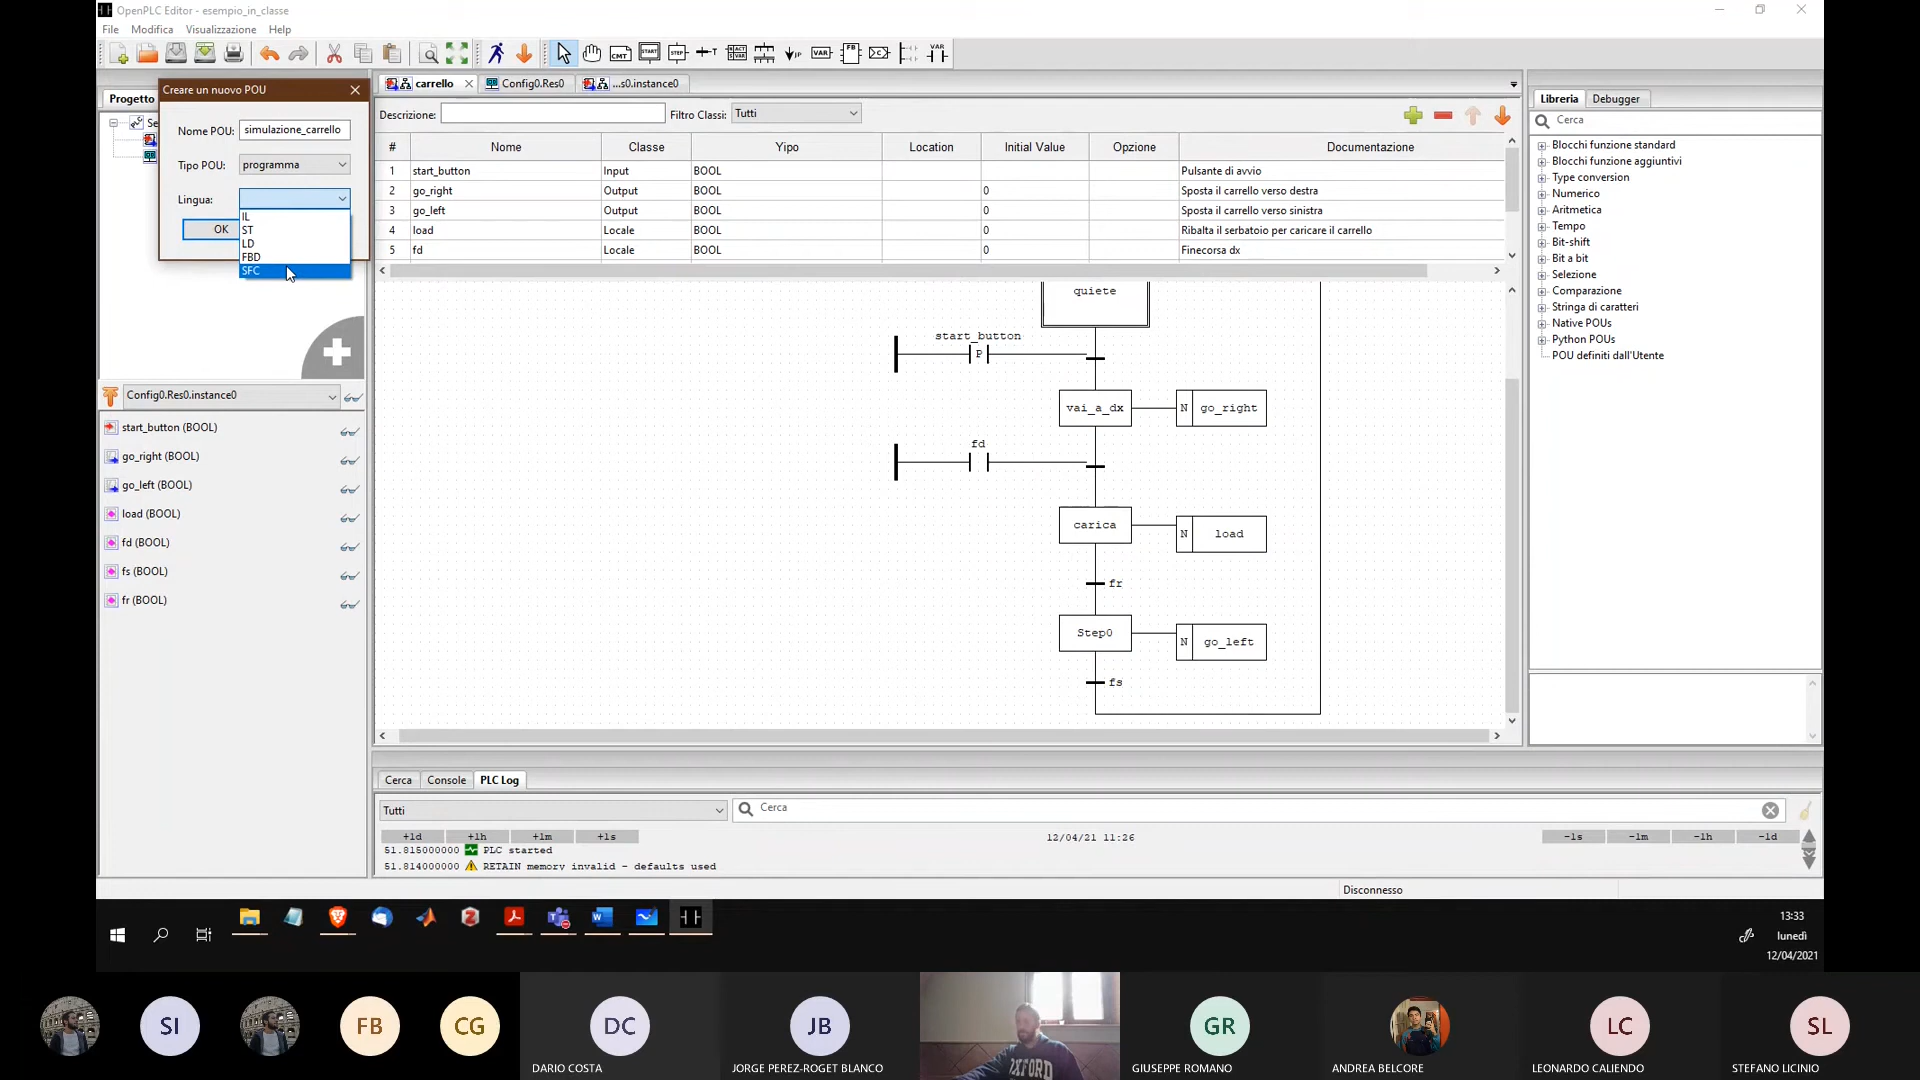 OpenPLC Editor - esempio_in_classe
File Modifica Visualizzazione Help
Creare un nuovo POU
Nome POU: simulazione_carrello
Tipo POU: programma
Lingua:
IL
ST
LD
FBD
SFC
OK
Progetto
Se
Config0.Res0.instance0
start_button (BOOL)
go_right (BOOL)
go_left (BOOL)
load (BOOL)
fd (BOOL)
fs (BOOL)
fr (BOOL)
carrello Config0.Res0 ...s0.instance0
Descrizione: Filtro Classi: Tutti
# Nome Classe Yipo Location Initial Value Opzione Documentazione
1 start_button Input BOOL Pulsante di avvio
2 go_right Output BOOL 0 Sposta il carrello verso destra
3 go_left Output BOOL 0 Sposta il carrello verso sinistra
4 load Locale BOOL 0 Ribalta il serbatoio per caricare il carrello
5 fd Locale BOOL 0 Finecorsa dx
quiete
start_button
P
vai_a_dx N go_right
fd
carica N load
fr
Step0 N go_left
fs
Cerca Console PLC Log
Tutti Cerca
+1d +1h +1m +1s 12/04/21 11:26 -1s -1m -1h -1d
51.815000000 PLC started
51.814000000 RETAIN memory invalid - defaults used
Disconnesso
Libreria Debugger
Cerca
Blocchi funzione standard
Blocchi funzione aggiuntivi
Type conversion
Numerico
Aritmetica
Tempo
Bit-shift
Bit a bit
Selezione
Comparazione
Stringa di caratteri
Native POUs
Python POUs
POU definiti dall'Utente
13:33
lunedì
12/04/2021
SI FB CG DC JB GR LC SL
OXFORD
DARIO COSTA JORGE PEREZ-ROGET BLANCO GIUSEPPE ROMANO ANDREA BELCORE LEONARDO CALIENDO STEFANO LICINIO